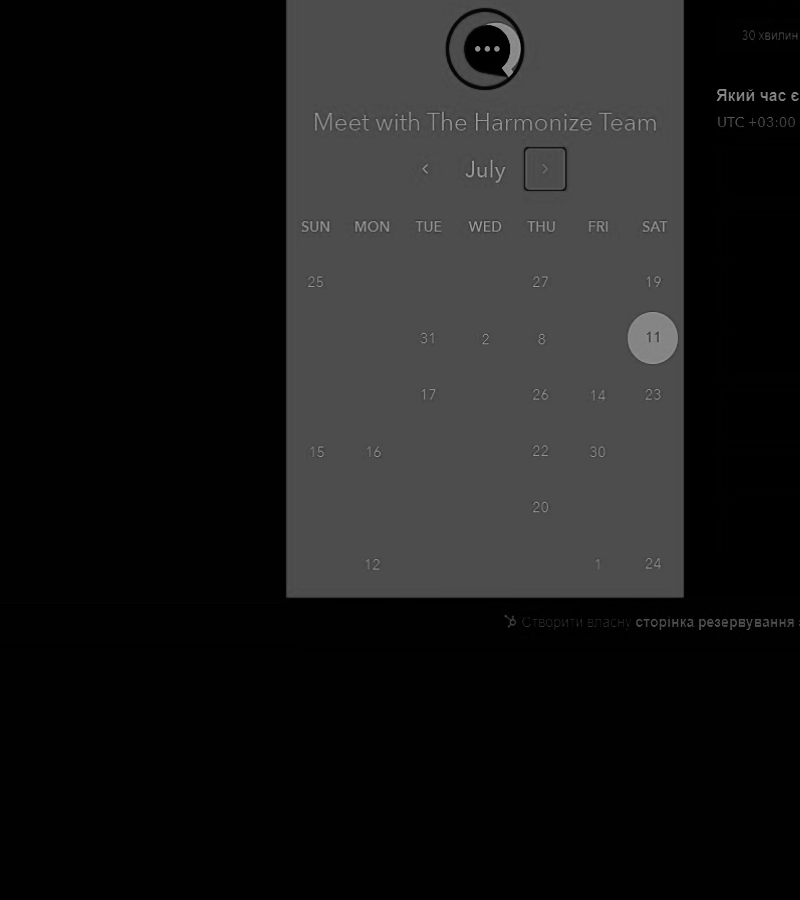 30 хвилин
Meet with The Harmonize Team
Який час є
UTC +03:00
July
SUN MON TUE WED THU FRI SAT
25 27 19
31 2 8 11
17 26 14 23
15 16 22 30
20
12 1 24
Створити власну сторінка резервування